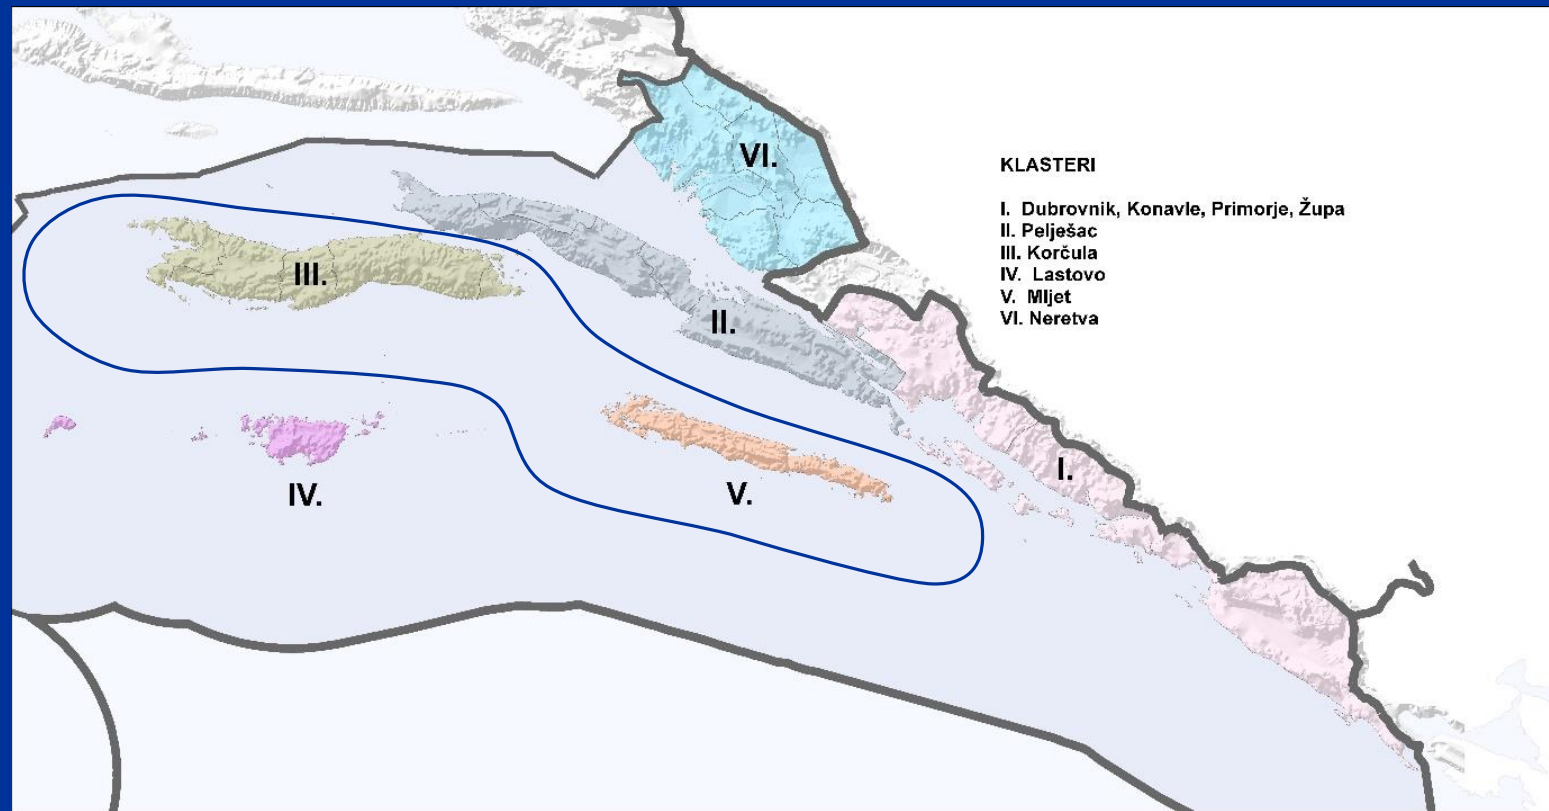 VI.
KLASTERI
I. Dubrovnik, Konavle, Primorje, Župa
II. Pelješac
III. Korčula
IV. Lastovo
V. Mljet
VI. Neretva
III.
II.
I.
IV.
V.